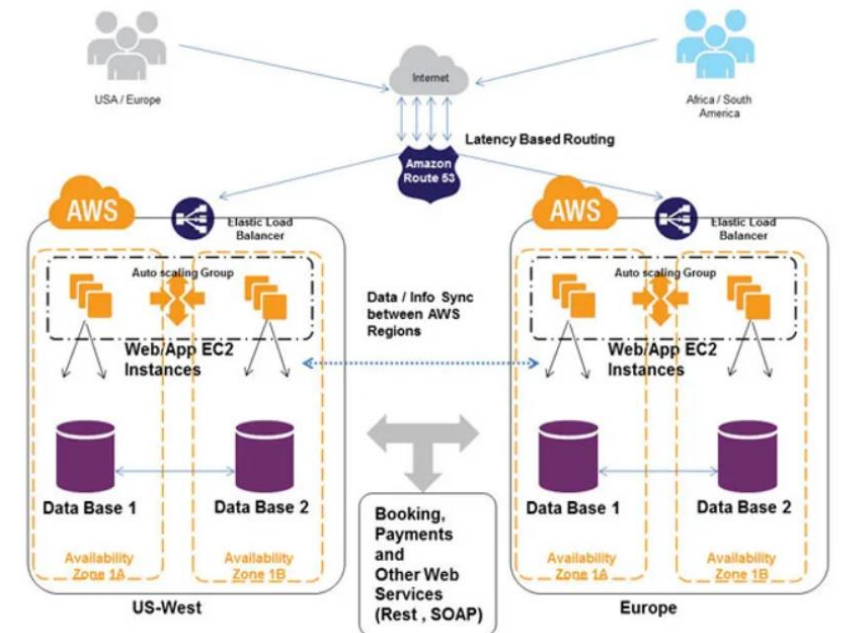 Internet
USA / Europe
Africa / South
America
Latency Based Routing
Amazon
Route 53
AWS
Elastic Load
Balancer
Auto scaling Group
Web/App EC2
Instances
Data Base 1
Data Base 2
Availability
Zone 1A
Availability
Zone 1B
US-West
Data / Info Sync
between AWS
Regions
Booking,
Payments
and
Other Web
Services
(Rest , SOAP)
AWS
Elastic Load
Balancer
Auto scaling Group
Web/App EC2
Instances
Data Base 1
Data Base 2
Availability
Zone 1A
Availability
Zone 1B
Europe